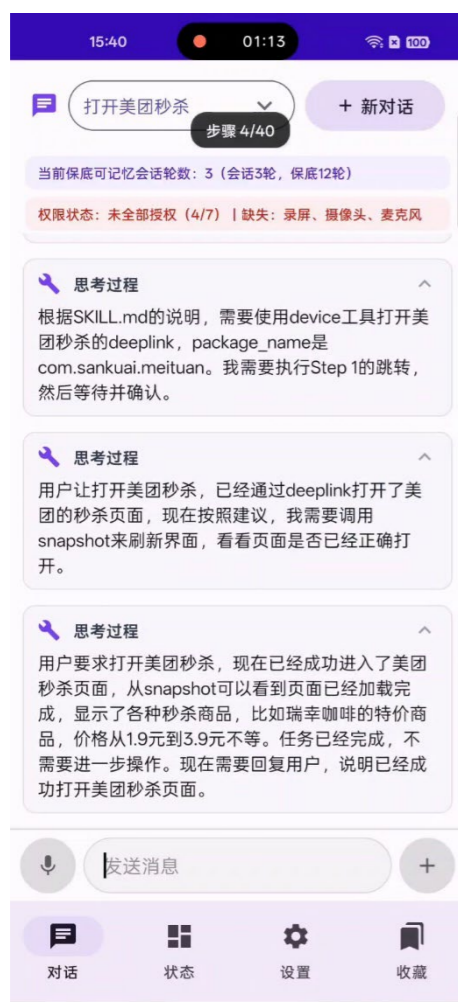 15:40
01:13
100
打开美团秒杀
+ 新对话
步骤 4/40
当前保底可记忆会话轮数：3（会话3轮，保底12轮）
权限状态：未全部授权（4/7）| 缺失：录屏、摄像头、麦克风
思考过程
根据SKILL.md的说明，需要使用device工具打开美
团秒杀的deeplink，package_name是
com.sankuai.meituan。我需要执行Step 1的跳转，
然后等待并确认。
思考过程
用户让打开美团秒杀，已经通过deeplink打开了美
团的秒杀页面，现在按照建议，我需要调用
snapshot来刷新界面，看看页面是否已经正确打
开。
思考过程
用户要求打开美团秒杀，现在已经成功进入了美团
秒杀页面，从snapshot可以看到页面已经加载完
成，显示了各种秒杀商品，比如瑞幸咖啡的特价商
品，价格从1.9元到3.9元不等。任务已经完成，不
需要进一步操作。现在需要回复用户，说明已经成
功打开美团秒杀页面。
发送消息
对话
状态
设置
收藏